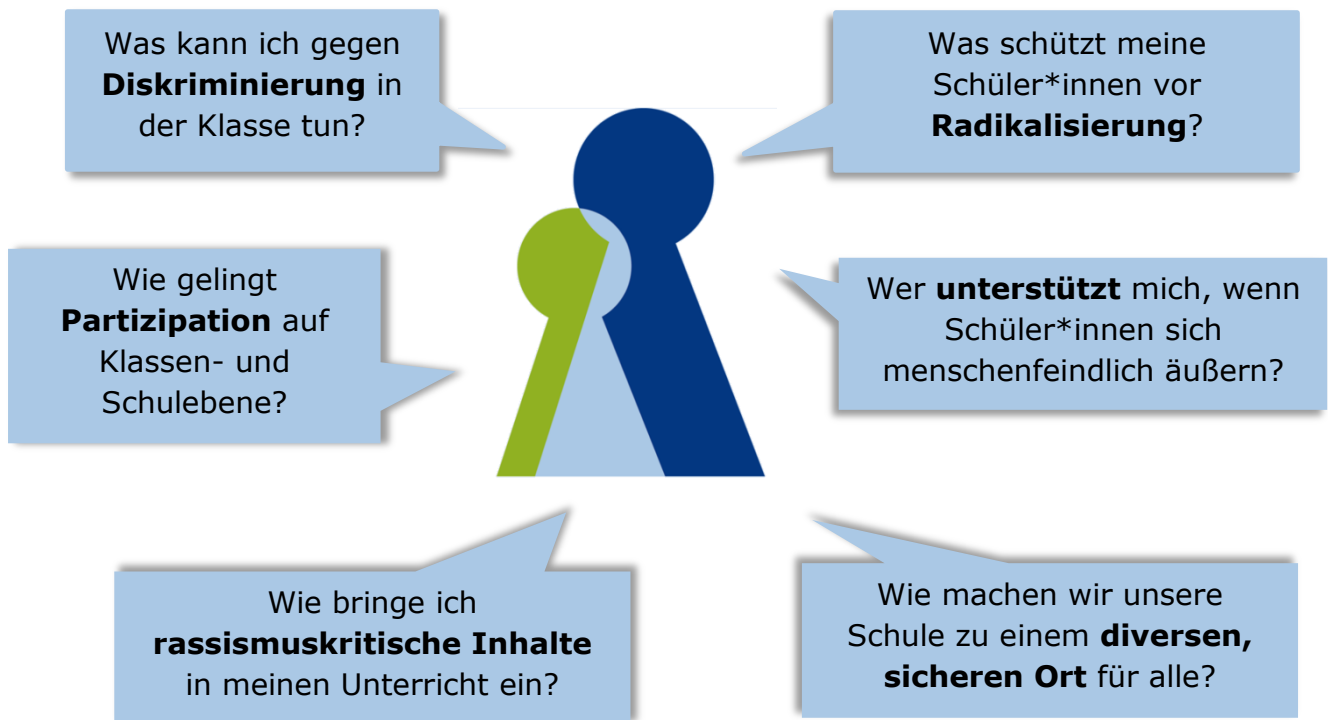 Was kann ich gegen
Diskriminierung in
der Klasse tun?
Was schützt meine
Schüler*innen vor
Radikalisierung?
Wie gelingt
Partizipation auf
Klassen- und
Schulebene?
Wer unterstützt mich, wenn
Schüler*innen sich
menschenfeindlich äußern?
Wie bringe ich
rassismuskritische Inhalte
in meinen Unterricht ein?
Wie machen wir unsere
Schule zu einem diversen,
sicheren Ort für alle?